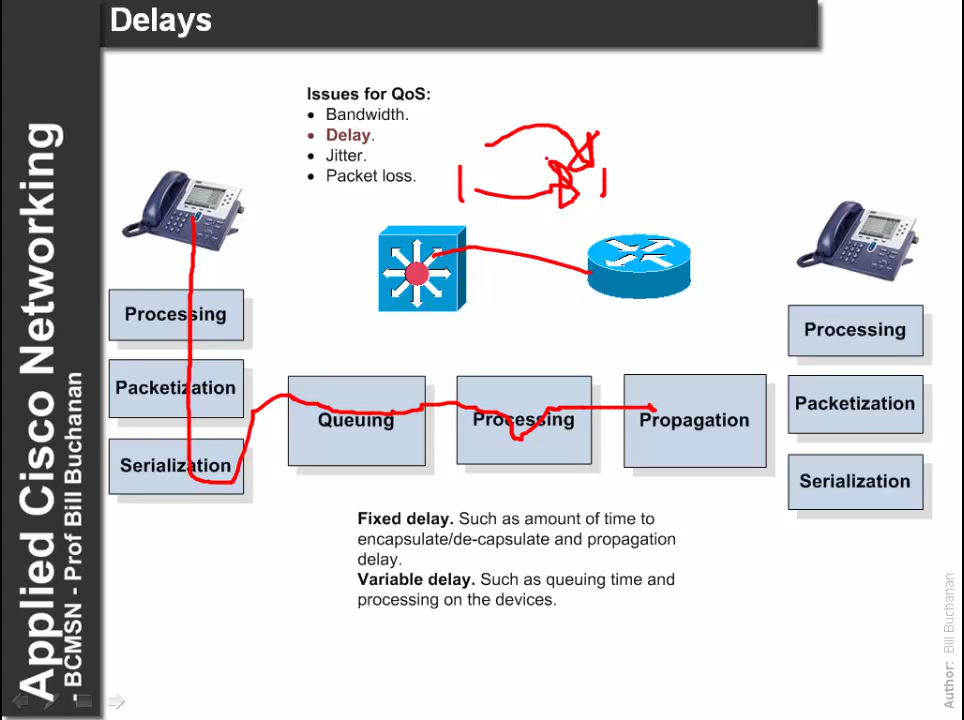 Delays
Issues for QoS:
• Bandwidth.
• Delay.
• Jitter.
• Packet loss.
Processing
Packetization
Serialization
Queuing
Processing
Propagation
Processing
Packetization
Serialization
Fixed delay. Such as amount of time to
encapsulate/de-capsulate and propagation
delay.
Variable delay. Such as queuing time and
processing on the devices.
Applied Cisco Networking
- BCMSN - Prof Bill Buchanan
Author: Bill Buchanan